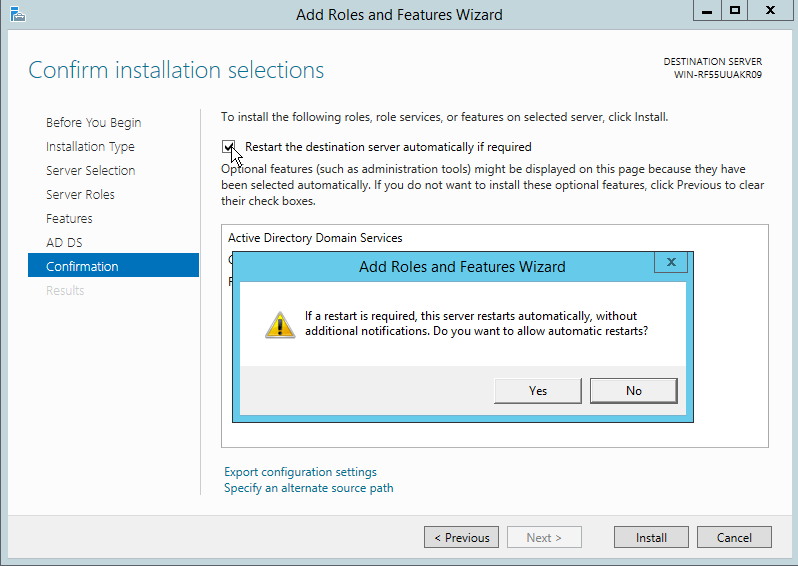 Add Roles and Features Wizard
Confirm installation selections
DESTINATION SERVER
WIN-RF55UUAKR09
Before You Begin
Installation Type
Server Selection
Server Roles
Features
AD DS
Confirmation
Results
To install the following roles, role services, or features on selected server, click Install.
Restart the destination server automatically if required
Optional features (such as administration tools) might be displayed on this page because they have
been selected automatically. If you do not want to install these optional features, click Previous to clear
their check boxes.
Active Directory Domain Services
Add Roles and Features Wizard
If a restart is required, this server restarts automatically, without
additional notifications. Do you want to allow automatic restarts?
Yes
No
Export configuration settings
Specify an alternate source path
< Previous
Next >
Install
Cancel